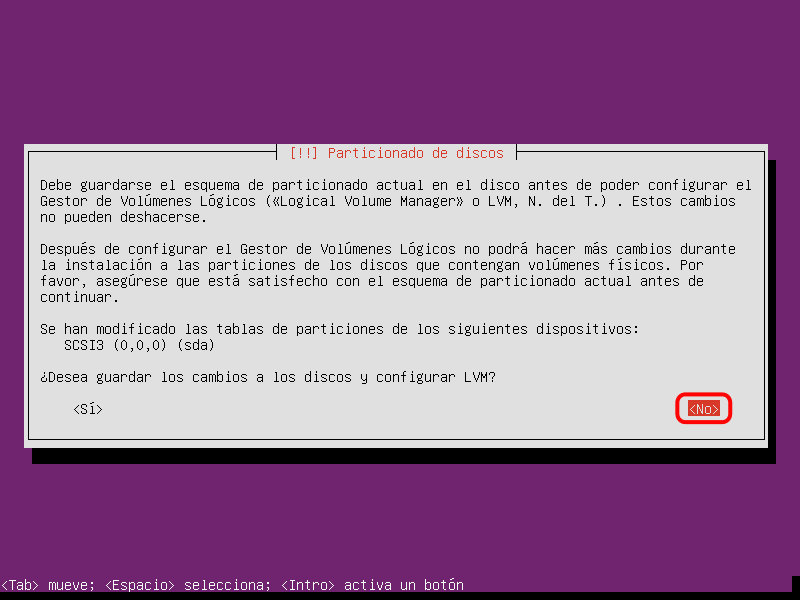 [!!] Particionado de discos
Debe guardarse el esquema de particionado actual en el disco antes de poder configurar el
Gestor de Volúmenes Lógicos («Logical Volume Manager» o LVM, N. del T.) . Estos cambios
no pueden deshacerse.
Después de configurar el Gestor de Volúmenes Lógicos no podrá hacer más cambios durante
la instalación a las particiones de los discos que contengan volúmenes físicos. Por
favor, asegúrese que está satisfecho con el esquema de particionado actual antes de
continuar.
Se han modificado las tablas de particiones de los siguientes dispositivos:
SCSI3 (0,0,0) (sda)
¿Desea guardar los cambios a los discos y configurar LVM?
<Sí> <No>
<Tab> mueve; <Espacio> selecciona; <Intro> activa un botón